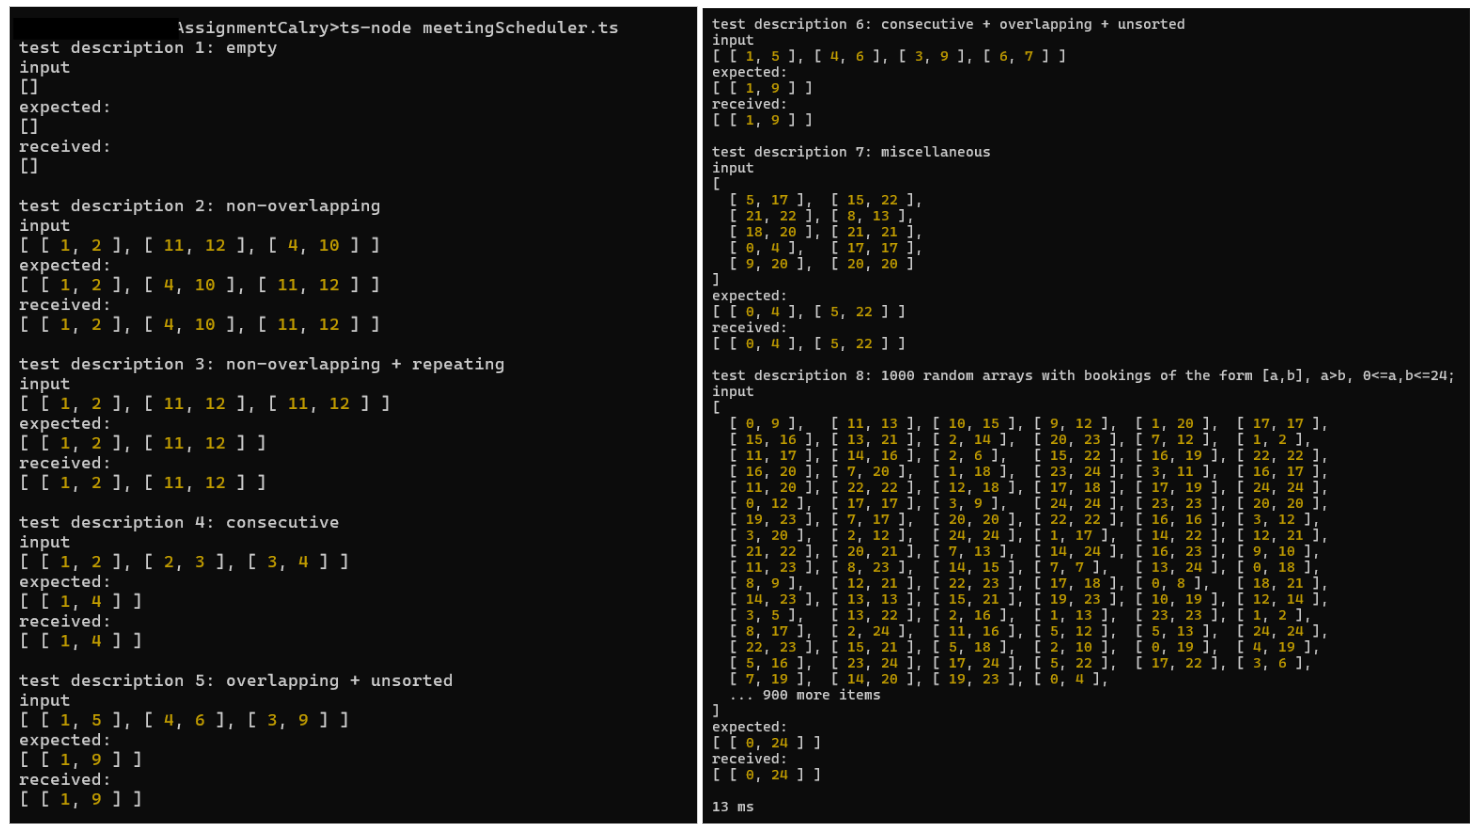 AssignmentCalry>ts-node meetingScheduler.ts
test description 1: empty
input
[]
expected:
[]
received:
[]
test description 2: non-overlapping
input
[ [ 1, 2 ], [ 11, 12 ], [ 4, 10 ] ]
expected:
[ [ 1, 2 ], [ 4, 10 ], [ 11, 12 ] ]
received:
[ [ 1, 2 ], [ 4, 10 ], [ 11, 12 ] ]
test description 3: non-overlapping + repeating
input
[ [ 1, 2 ], [ 11, 12 ], [ 11, 12 ] ]
expected:
[ [ 1, 2 ], [ 11, 12 ] ]
received:
[ [ 1, 2 ], [ 11, 12 ] ]
test description 4: consecutive
input
[ [ 1, 2 ], [ 2, 3 ], [ 3, 4 ] ]
expected:
[ [ 1, 4 ] ]
received:
[ [ 1, 4 ] ]
test description 5: overlapping + unsorted
input
[ [ 1, 5 ], [ 4, 6 ], [ 3, 9 ] ]
expected:
[ [ 1, 9 ] ]
received:
[ [ 1, 9 ] ]
test description 6: consecutive + overlapping + unsorted
input
[ [ 1, 5 ], [ 4, 6 ], [ 3, 9 ], [ 6, 7 ] ]
expected:
[ [ 1, 9 ] ]
received:
[ [ 1, 9 ] ]
test description 7: miscellaneous
input
[
[ 5, 17 ], [ 15, 22 ],
[ 21, 22 ], [ 8, 13 ],
[ 18, 20 ], [ 21, 21 ],
[ 0, 4 ], [ 17, 17 ],
[ 9, 20 ], [ 20, 20 ]
]
expected:
[ [ 0, 4 ], [ 5, 22 ] ]
received:
[ [ 0, 4 ], [ 5, 22 ] ]
test description 8: 1000 random arrays with bookings of the form [a,b], a>b, 0<=a,b<=24;
input
[
[ 0, 9 ], [ 11, 13 ], [ 10, 15 ], [ 9, 12 ], [ 1, 20 ], [ 17, 17 ],
[ 15, 16 ], [ 13, 21 ], [ 2, 14 ], [ 20, 23 ], [ 7, 12 ], [ 1, 2 ],
[ 11, 17 ], [ 14, 16 ], [ 2, 6 ], [ 15, 22 ], [ 16, 19 ], [ 22, 22 ],
[ 16, 20 ], [ 7, 20 ], [ 1, 18 ], [ 23, 24 ], [ 3, 11 ], [ 16, 17 ],
[ 11, 20 ], [ 22, 22 ], [ 12, 18 ], [ 17, 18 ], [ 17, 19 ], [ 24, 24 ],
[ 0, 12 ], [ 17, 17 ], [ 3, 9 ], [ 24, 24 ], [ 23, 23 ], [ 20, 20 ],
[ 19, 23 ], [ 7, 17 ], [ 20, 20 ], [ 22, 22 ], [ 16, 16 ], [ 3, 12 ],
[ 3, 20 ], [ 2, 12 ], [ 24, 24 ], [ 1, 17 ], [ 14, 22 ], [ 12, 21 ],
[ 21, 22 ], [ 20, 21 ], [ 7, 13 ], [ 14, 24 ], [ 16, 23 ], [ 9, 10 ],
[ 11, 23 ], [ 8, 23 ], [ 14, 15 ], [ 7, 7 ], [ 13, 24 ], [ 0, 18 ],
[ 8, 9 ], [ 12, 21 ], [ 22, 23 ], [ 17, 18 ], [ 0, 8 ], [ 18, 21 ],
[ 14, 23 ], [ 13, 13 ], [ 15, 21 ], [ 19, 23 ], [ 10, 19 ], [ 12, 14 ],
[ 3, 5 ], [ 13, 22 ], [ 2, 16 ], [ 1, 13 ], [ 23, 23 ], [ 1, 2 ],
[ 8, 17 ], [ 2, 24 ], [ 11, 16 ], [ 5, 12 ], [ 5, 13 ], [ 24, 24 ],
[ 22, 23 ], [ 15, 21 ], [ 5, 18 ], [ 2, 10 ], [ 0, 19 ], [ 4, 19 ],
[ 5, 16 ], [ 23, 24 ], [ 17, 24 ], [ 5, 22 ], [ 17, 22 ], [ 3, 6 ],
[ 7, 19 ], [ 14, 20 ], [ 19, 23 ], [ 0, 4 ],
... 900 more items
]
expected:
[ [ 0, 24 ] ]
received:
[ [ 0, 24 ] ]
13 ms